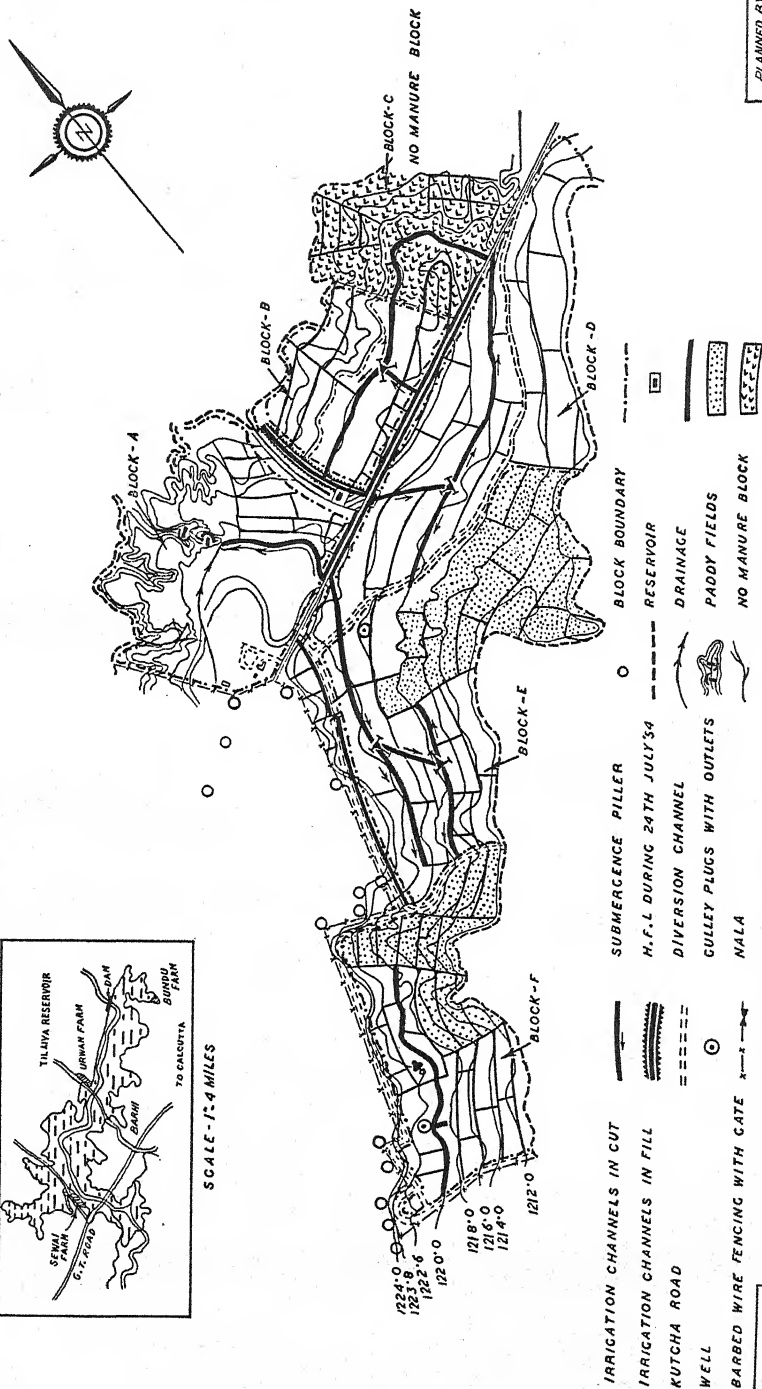 TILAIYA RESERVOIR
URWAN FARM
DAM
BUNDU FARM
SEWAI FARM
BARHI
G.T. ROAD
TO CALCUTTA
SCALE - 1"=4 MILES
N
BLOCK-A
BLOCK-B
BLOCK-C
NO MANURE BLOCK
BLOCK-D
BLOCK-E
BLOCK-F
1224·0
1223·8
1222·6
1220·0
1218·0
1216·0
1214·0
1212·0
IRRIGATION CHANNELS IN CUT
IRRIGATION CHANNELS IN FILL
KUTCHA ROAD
WELL
BARBED WIRE FENCING WITH GATE
SUBMERGENCE PILLER
H.F.L DURING 24TH JULY'54
DIVERSION CHANNEL
CULLEY PLUGS WITH OUTLETS
NALA
BLOCK BOUNDARY
RESERVOIR
DRAINAGE
PADDY FIELDS
NO MANURE BLOCK
PLANNED BY